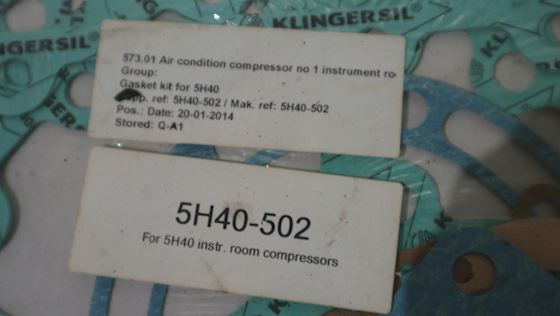 KLINGERSIL®
KLINGERSIL®
573.01 Air condition compressor no 1 instrument ro
Group:
Gasket kit for 5H40
pp. ref: 5H40-502 / Mak. ref: 5H40-502
Pos.: Date: 20-01-2014
Stored: Q-A1
5H40-502
For 5H40 instr. room compressors